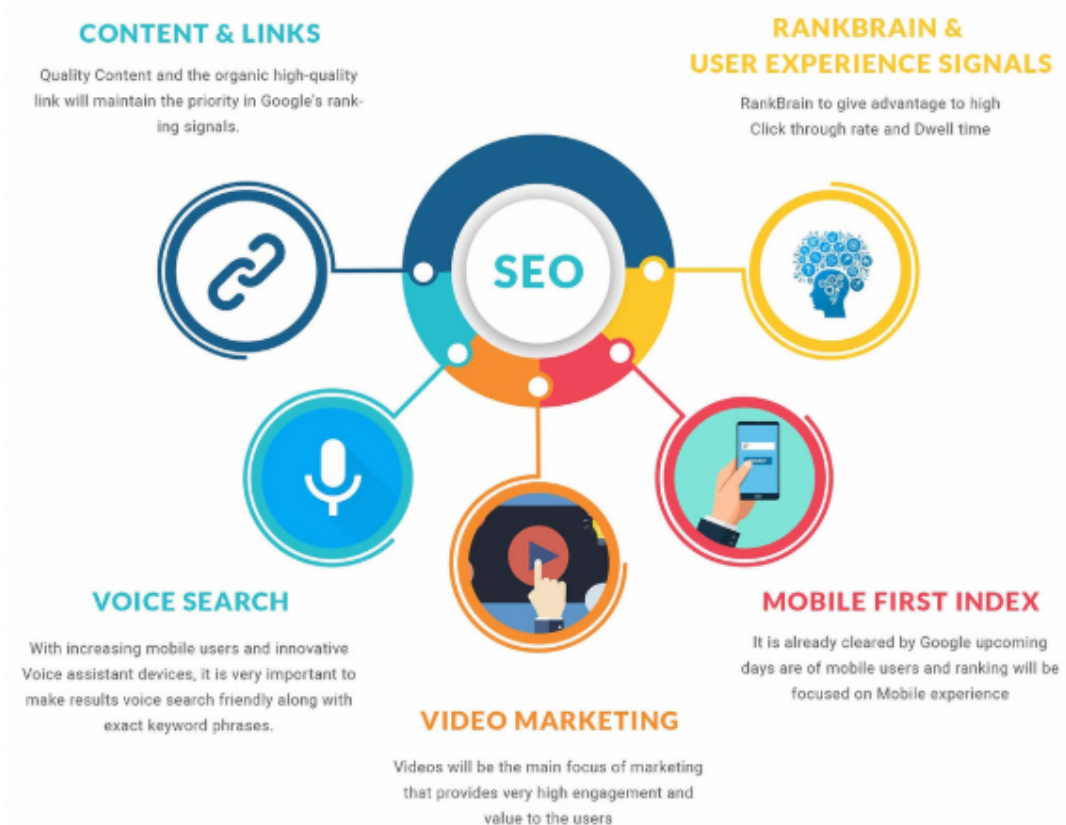 CONTENT & LINKS
Quality Content and the organic high-quality
link will maintain the priority in Google's rank-
ing signals.
RANKBRAIN &
USER EXPERIENCE SIGNALS
RankBrain to give advantage to high
Click through rate and Dwell time
SEO
VOICE SEARCH
With increasing mobile users and innovative
Voice assistant devices, it is very important to
make results voice search friendly along with
exact keyword phrases.
VIDEO MARKETING
Videos will be the main focus of marketing
that provides very high engagement and
value to the users
MOBILE FIRST INDEX
It is already cleared by Google upcoming
days are of mobile users and ranking will be
focused on Mobile experience